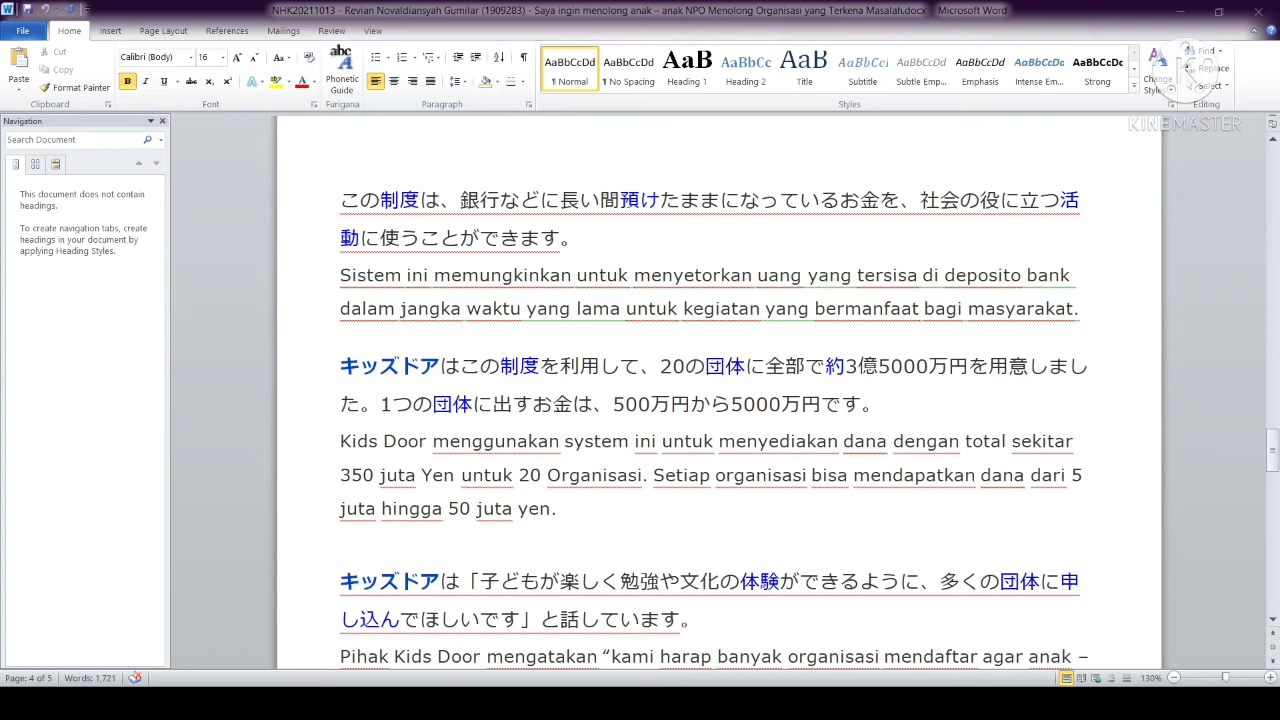 NHK20211013 - Revian Novaldiansyah Gumilar (1909283) - Saya ingin menolong anak – anak NPO Menolong Organisasi yang Terkena Masalah.docx - Microsoft Word
File Home Insert Page Layout References Mailings Review View
Paste
Cut
Copy
Format Painter
Clipboard
Calibri (Body) 16
Font
Phonetic Guide
Furigana
Paragraph
AaBbCcDd AaBbCcDd AaB AaBbCc AaB AaBbCcI AaBbCcDd AaBbCcDd AaBbCcDd AaBbCcDc
¶ Normal ¶ No Spacing Heading 1 Heading 2 Title Subtitle Subtle Emp... Emphasis Intense Em... Strong
Change Styles
Styles
Find
Replace
Select
Editing
KINEMASTER
Navigation
Search Document
This document does not contain
headings.
To create navigation tabs, create
headings in your document by
applying Heading Styles.
この制度は、銀行などに長い間預けたままになっているお金を、社会の役に立つ活
動に使うことができます。
Sistem ini memungkinkan untuk menyetorkan uang yang tersisa di deposito bank
dalam jangka waktu yang lama untuk kegiatan yang bermanfaat bagi masyarakat.
キッズドアはこの制度を利用して、20の団体に全部で約3億5000万円を用意しまし
た。1つの団体に出すお金は、500万円から5000万円です。
Kids Door menggunakan system ini untuk menyediakan dana dengan total sekitar
350 juta Yen untuk 20 Organisasi. Setiap organisasi bisa mendapatkan dana dari 5
juta hingga 50 juta yen.
キッズドアは「子どもが楽しく勉強や文化の体験ができるように、多くの団体に申
し込んでほしいです」と話しています。
Pihak Kids Door mengatakan “kami harap banyak organisasi mendaftar agar anak –
Page: 4 of 5 Words: 1,721 130%